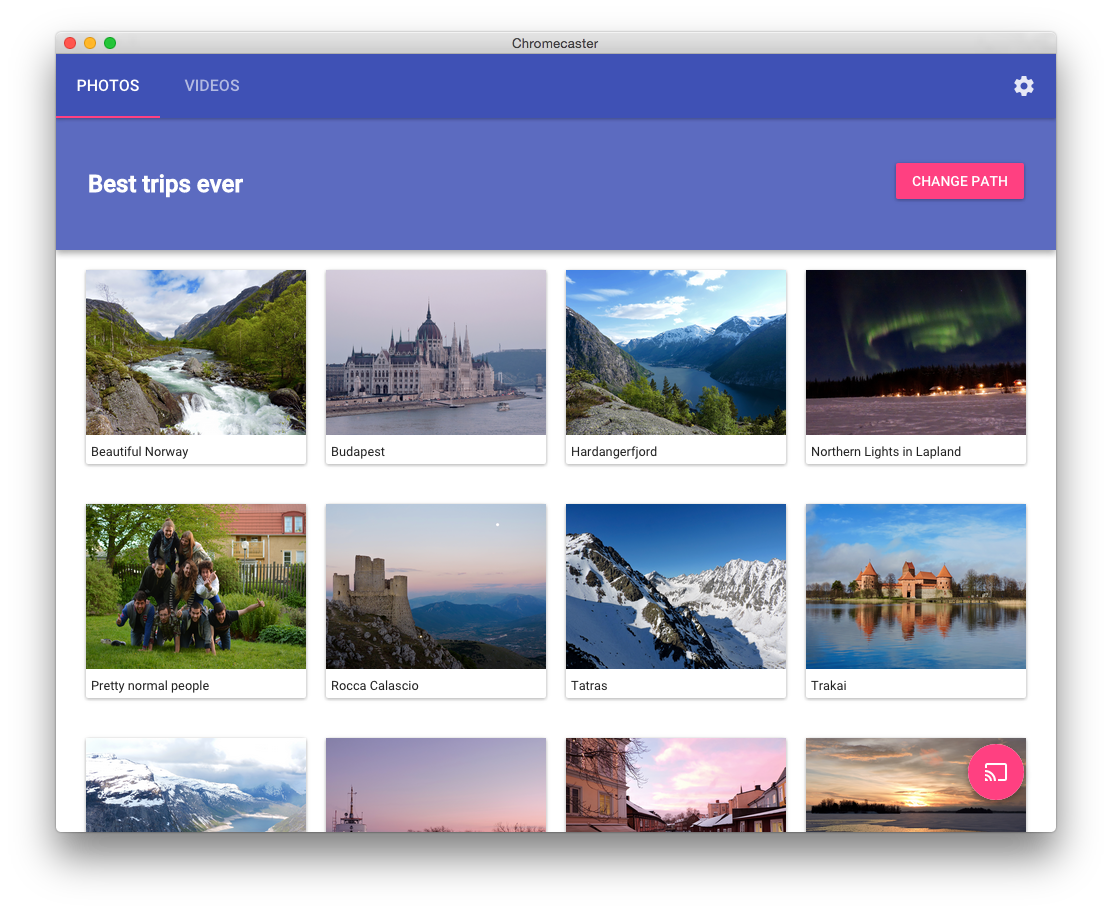 Chromecaster
PHOTOS
VIDEOS
Best trips ever
CHANGE PATH
Beautiful Norway
Budapest
Hardangerfjord
Northern Lights in Lapland
Pretty normal people
Rocca Calascio
Tatras
Trakai